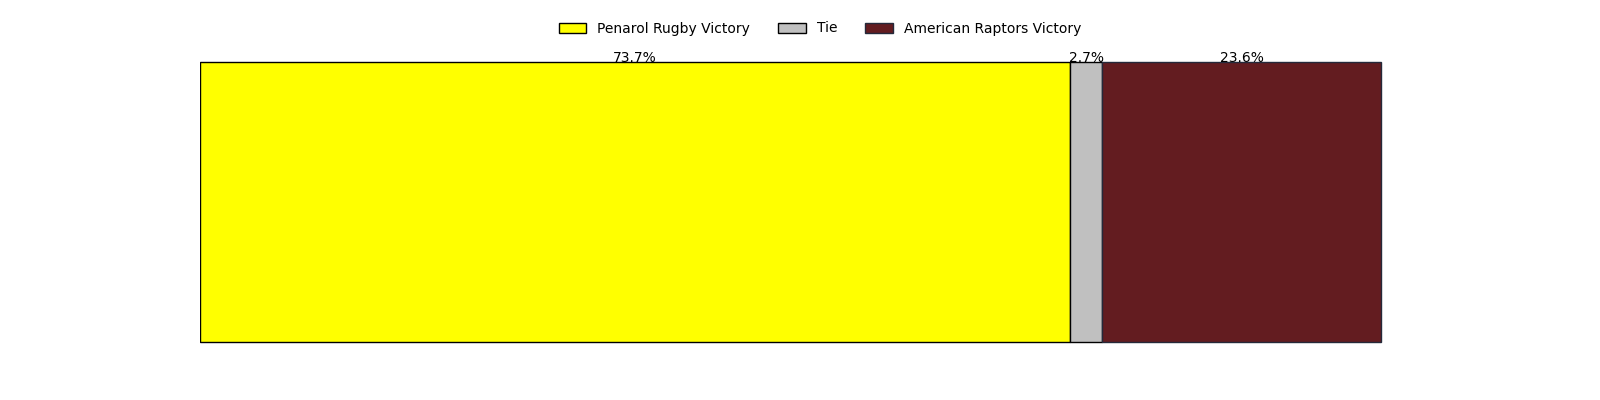 Penarol Rugby Victory Tie American Raptors Victory
73.7% 2.7% 23.6%